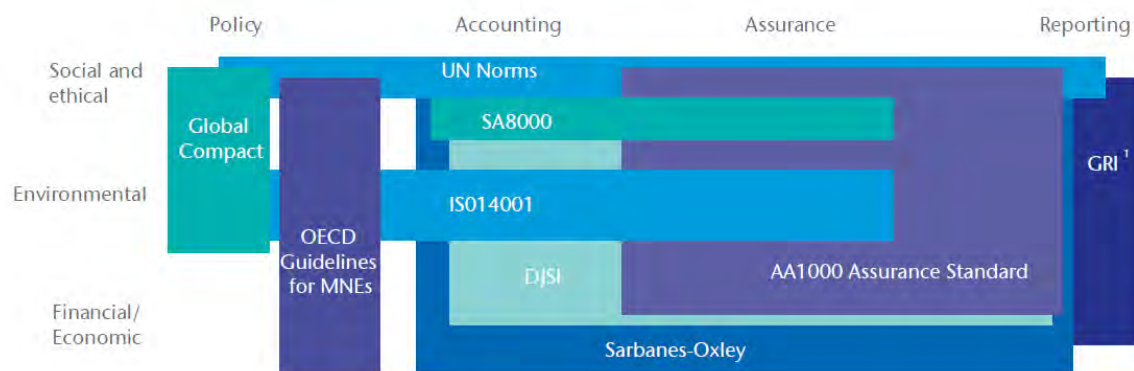 Policy Accounting Assurance Reporting
Social and
ethical
UN Norms
Global
Compact
SA8000
GRI 1
Environmental
IS014001
OECD
Guidelines
for MNEs
DJSI
AA1000 Assurance Standard
Financial/
Economic
Sarbanes-Oxley